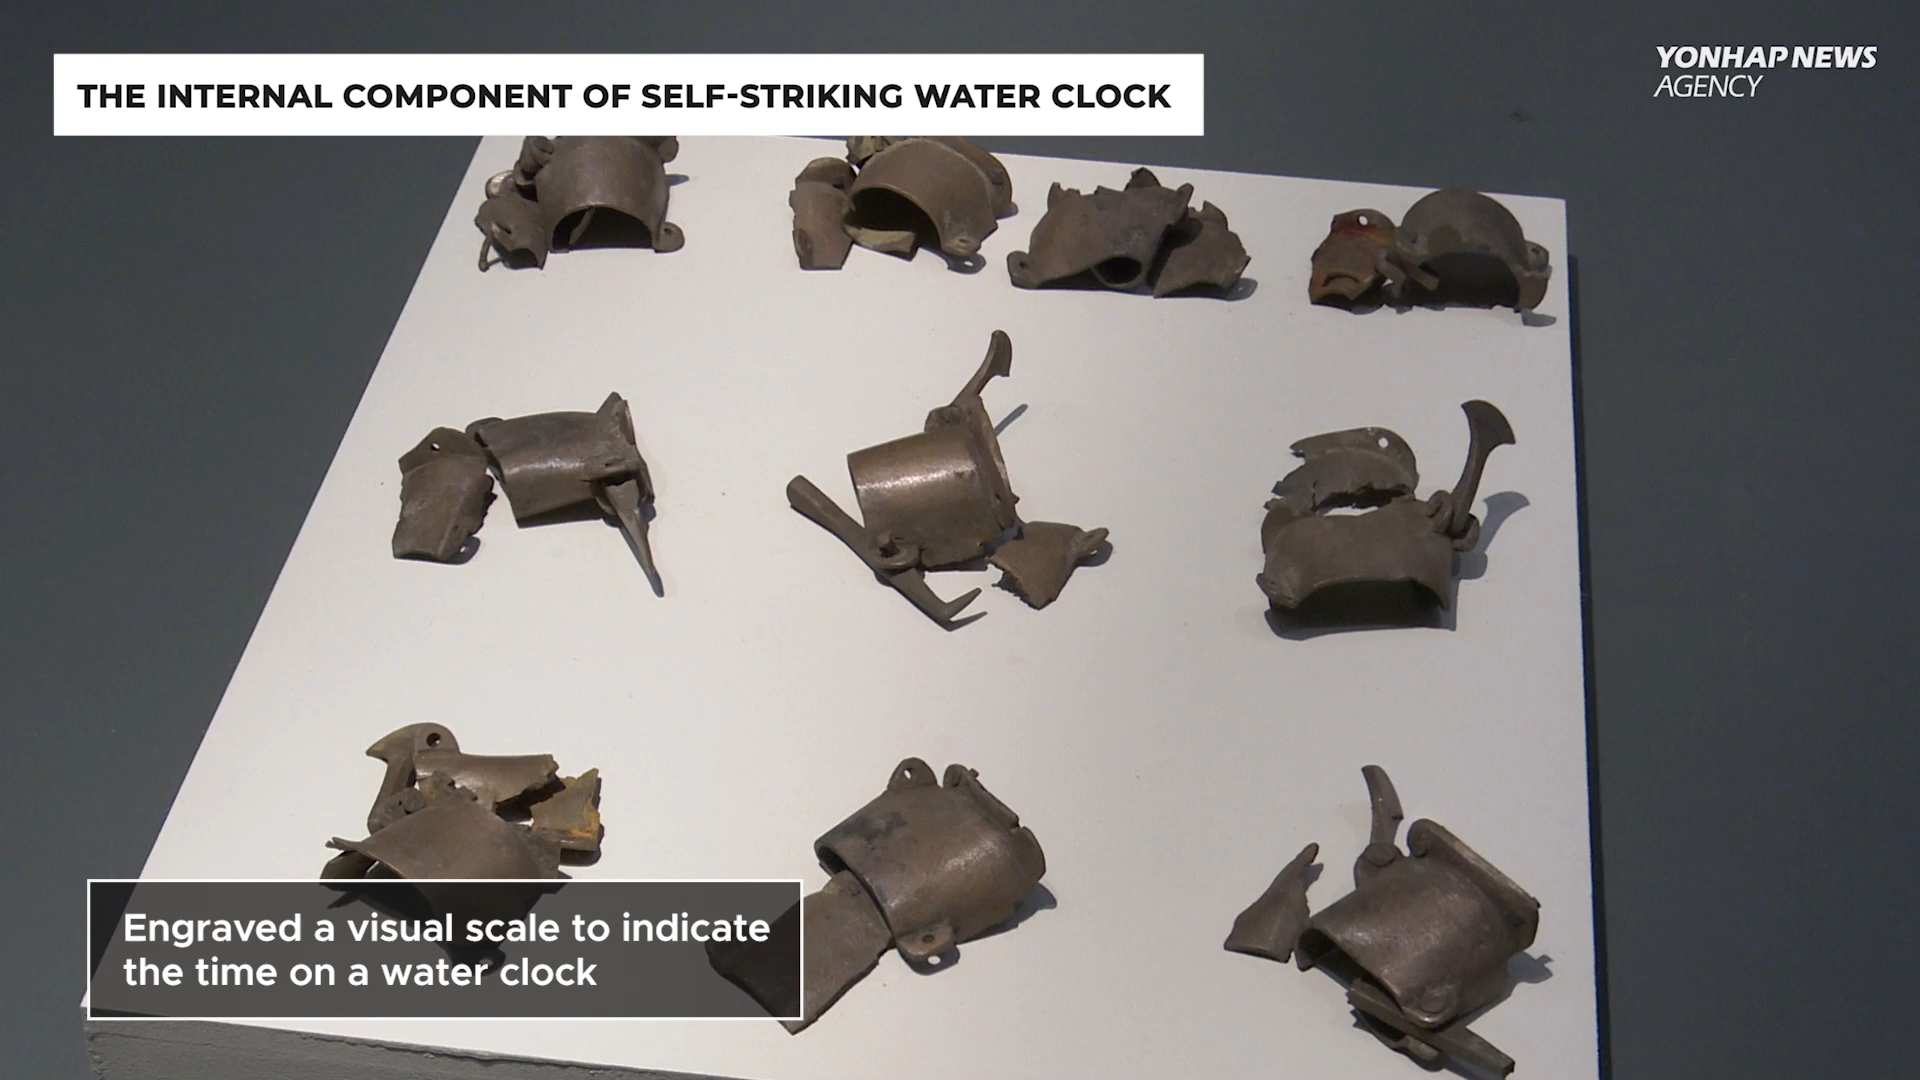 THE INTERNAL COMPONENT OF SELF-STRIKING WATER CLOCK
YONHAP NEWS
AGENCY
Engraved a visual scale to indicate
the time on a water clock